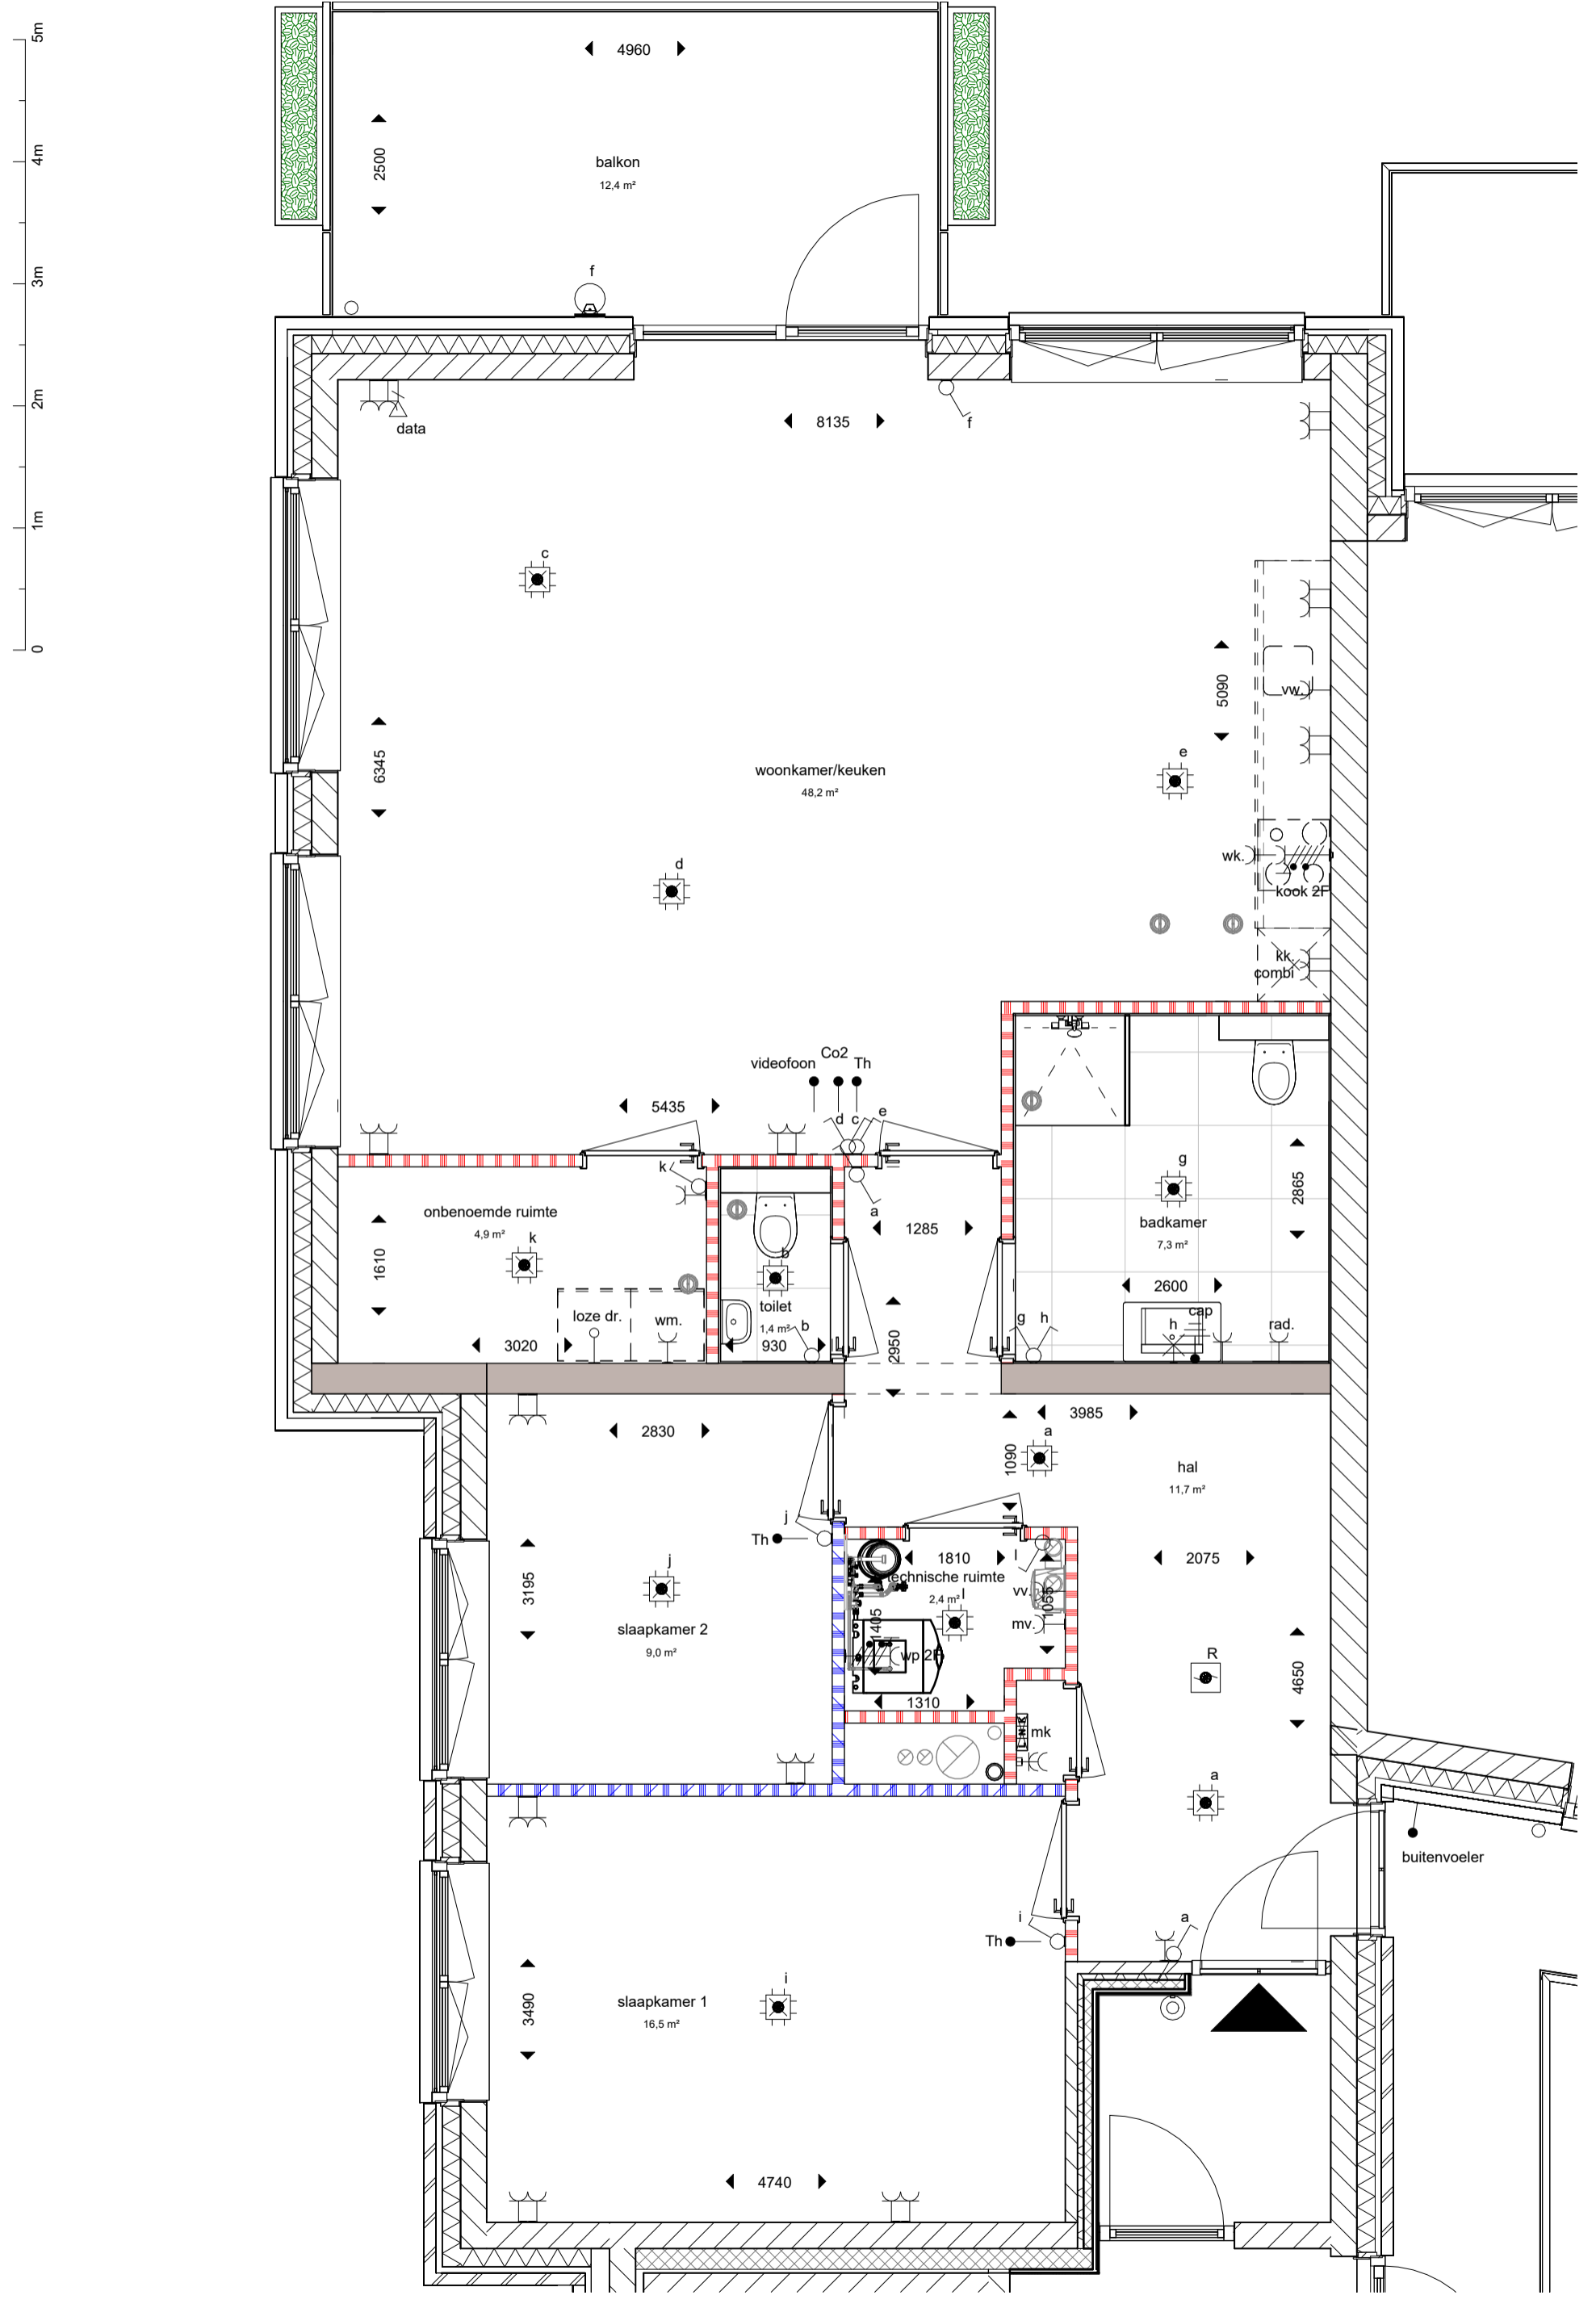 5m
4m
3m
2m
1m
0
4960
2500
balkon
12,4 m²
f
data
8135
f
c
5090
vw.
6345
woonkamer/keuken
48,2 m²
e
d
wk.
kook 2F
kk.
combi
videofoon
Co2
Th
5435
d
c
e
k
a
onbenoemde ruimte
4,9 m²
k
1610
1285
g
badkamer
7,3 m²
2865
b
toilet
1,4 m²
b
930
loze dr.
wm.
3020
2950
2600
g
h
h
cap
rad.
2830
3985
1090
a
hal
11,7 m²
j
Th
3195
j
slaapkamer 2
9,0 m²
1810
technische ruimte
2,4 m²
l
l
vv.
1055
mv.
1405
wp 2F
1310
2075
R
4650
mk
a
buitenvoeler
i
Th
a
3490
slaapkamer 1
16,5 m²
i
4740